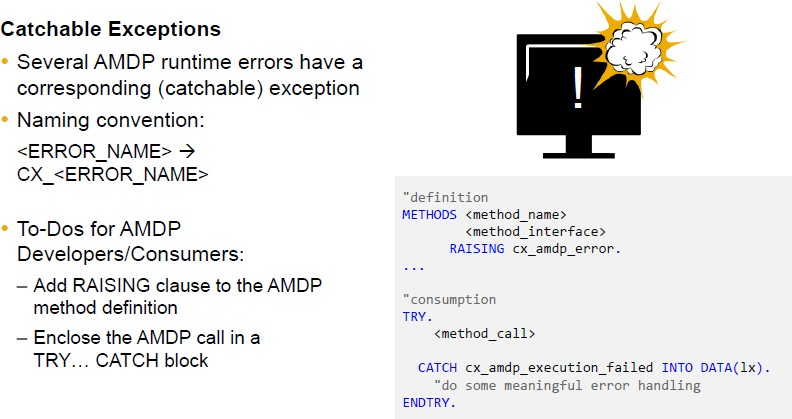 Catchable Exceptions
• Several AMDP runtime errors have a
corresponding (catchable) exception
• Naming convention:
<ERROR_NAME> →
CX_<ERROR_NAME>
• To-Dos for AMDP
Developers/Consumers:
– Add RAISING clause to the AMDP
method definition
– Enclose the AMDP call in a
TRY… CATCH block
!
"definition
METHODS <method_name>
<method_interface>
RAISING cx_amdp_error.
...
"consumption
TRY.
<method_call>
CATCH cx_amdp_execution_failed INTO DATA(lx).
"do some meaningful error handling
ENDTRY.